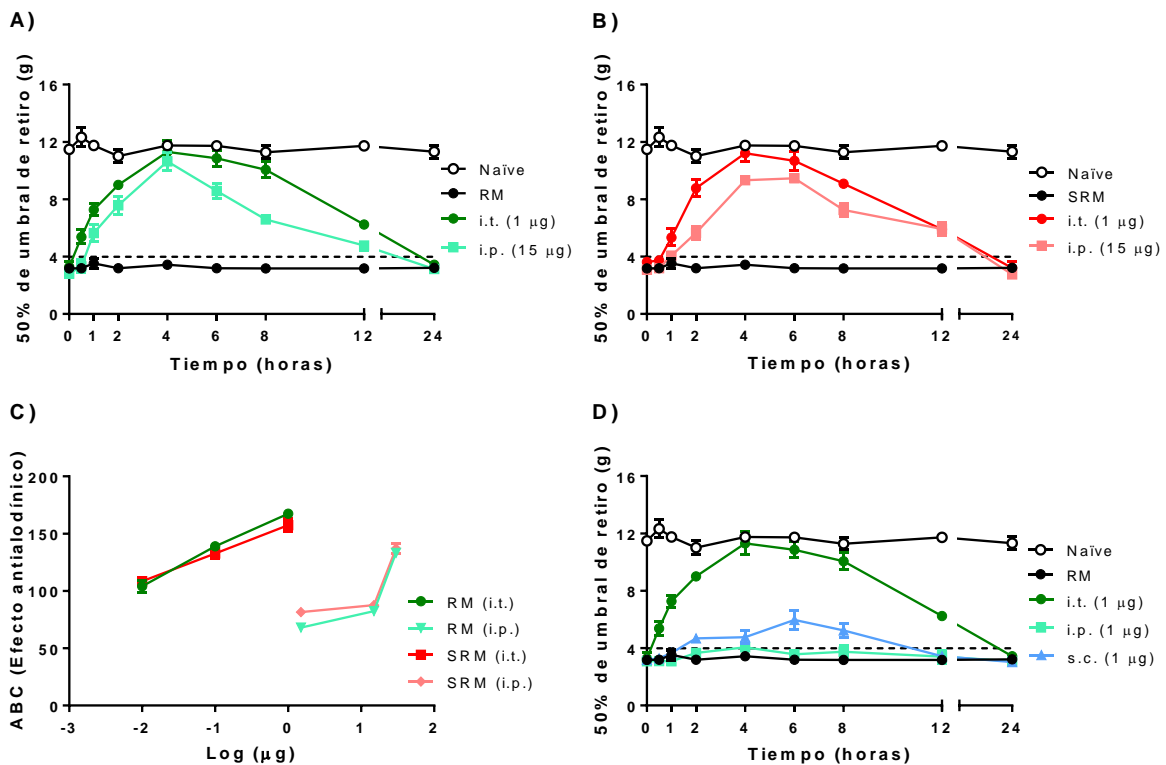 A)
50% de umbral de retiro (g)
16
12
8
4
0
0 1 2 4 6 8 12 24
Tiempo (horas)
Naïve
RM
i.t. (1 µg)
i.p. (15 µg)
B)
50% de umbral de retiro (g)
16
12
8
4
0
0 1 2 4 6 8 12 24
Tiempo (horas)
Naïve
SRM
i.t. (1 µg)
i.p. (15 µg)
C)
ABC (Efecto antialodínico)
200
150
100
50
0
-3 -2 -1 0 1 2
Log (µg)
RM (i.t.)
RM (i.p.)
SRM (i.t.)
SRM (i.p.)
D)
50% de umbral de retiro (g)
16
12
8
4
0
0 1 2 4 6 8 12 24
Tiempo (horas)
Naïve
RM
i.t. (1 µg)
i.p. (1 µg)
s.c. (1 µg)